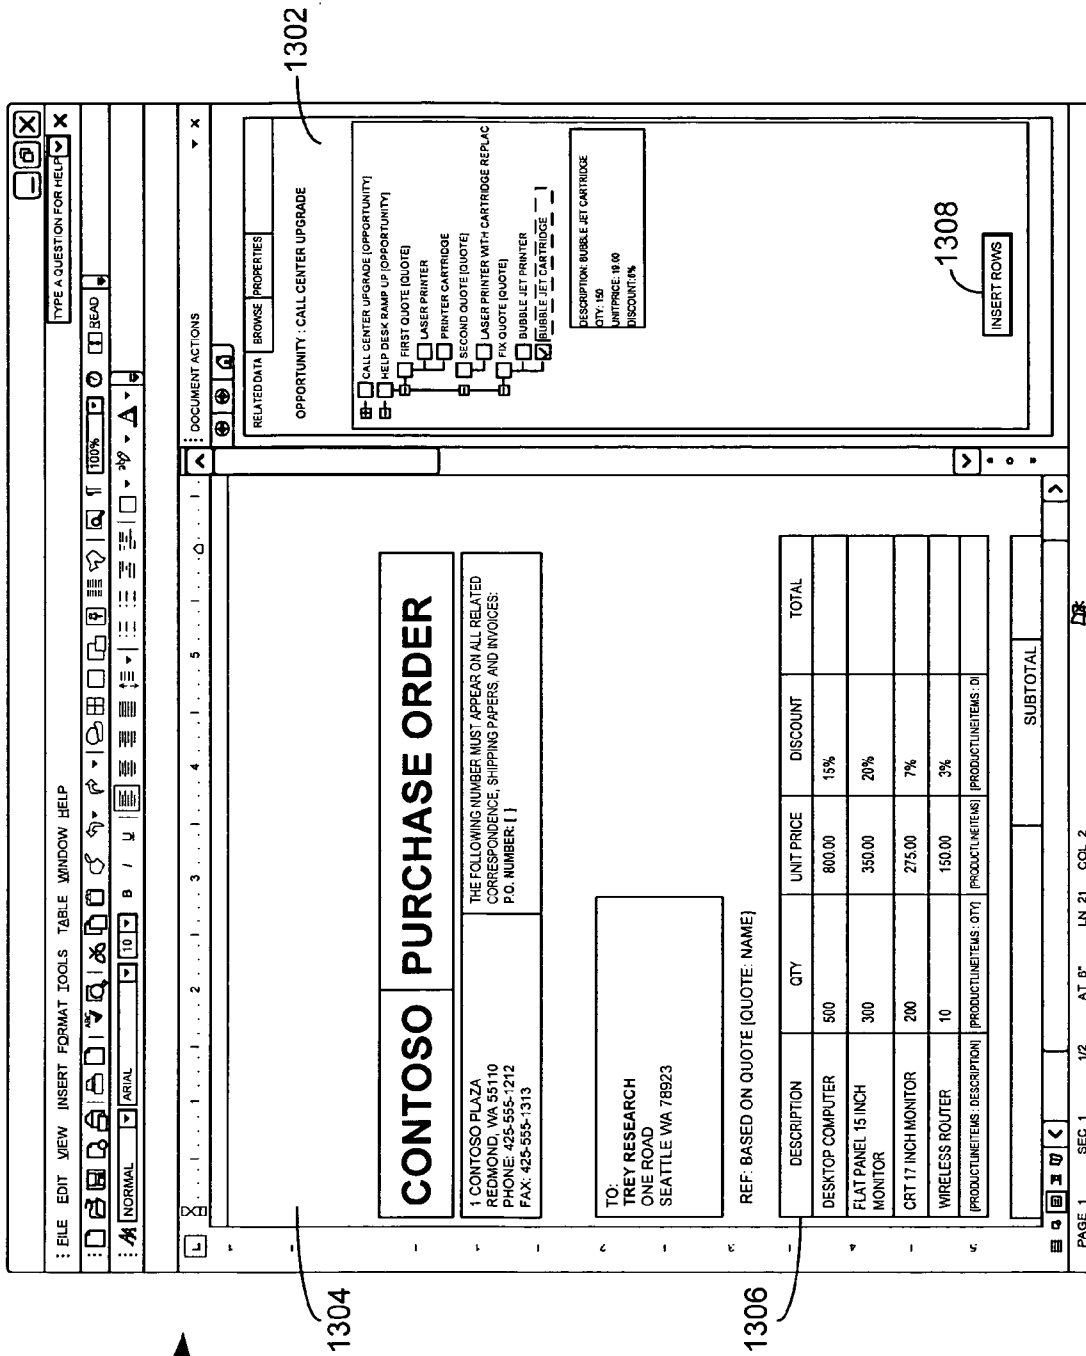 TYPE A QUESTION FOR HELP
FILE EDIT VIEW INSERT FORMAT TOOLS TABLE WINDOW HELP
100% READ
NORMAL ARIAL 10 B I U
1302
DOCUMENT ACTIONS
RELATED DATA BROWSE PROPERTIES
OPPORTUNITY : CALL CENTER UPGRADE
CALL CENTER UPGRADE [OPPORTUNITY]
HELP DESK RAMP UP [OPPORTUNITY]
FIRST QUOTE [QUOTE]
LASER PRINTER
PRINTER CARTRIDGE
SECOND QUOTE [QUOTE]
LASER PRINTER WITH CARTRIDGE REPLAC
FIX QUOTE [QUOTE]
BUBBLE JET PRINTER
BUBBLE JET CARTRIDGE
DESCRIPTION: BUBBLE JET CARTRIDGE
QTY: 150
UNITPRICE: 19.00
DISCOUNT:6%
1308
INSERT ROWS
1304
CONTOSO PURCHASE ORDER
1 CONTOSO PLAZA
REDMOND, WA 55110
PHONE: 425-555-1212
FAX: 425-555-1313
THE FOLLOWING NUMBER MUST APPEAR ON ALL RELATED
CORRESPONDENCE, SHIPPING PAPERS, AND INVOICES:
P.O. NUMBER: [ ]
TO:
TREY RESEARCH
ONE ROAD
SEATTLE WA 78923
REF: BASED ON QUOTE [QUOTE: NAME]
1306
DESCRIPTION QTY UNIT PRICE DISCOUNT TOTAL
DESKTOP COMPUTER 500 800.00 15%
FLAT PANEL 15 INCH
MONITOR 300 350.00 20%
CRT 17 INCH MONITOR 200 275.00 7%
WIRELESS ROUTER 10 150.00 3%
[PRODUCTLINEITEMS : DESCRIPTION] [PRODUCTLINEITEMS : QTY] [PRODUCTLINEITEMS] [PRODUCTLINEITEMS : DI
SUBTOTAL
PAGE 1 SEC 1 1/2 AT 6" LN 21 COL 2